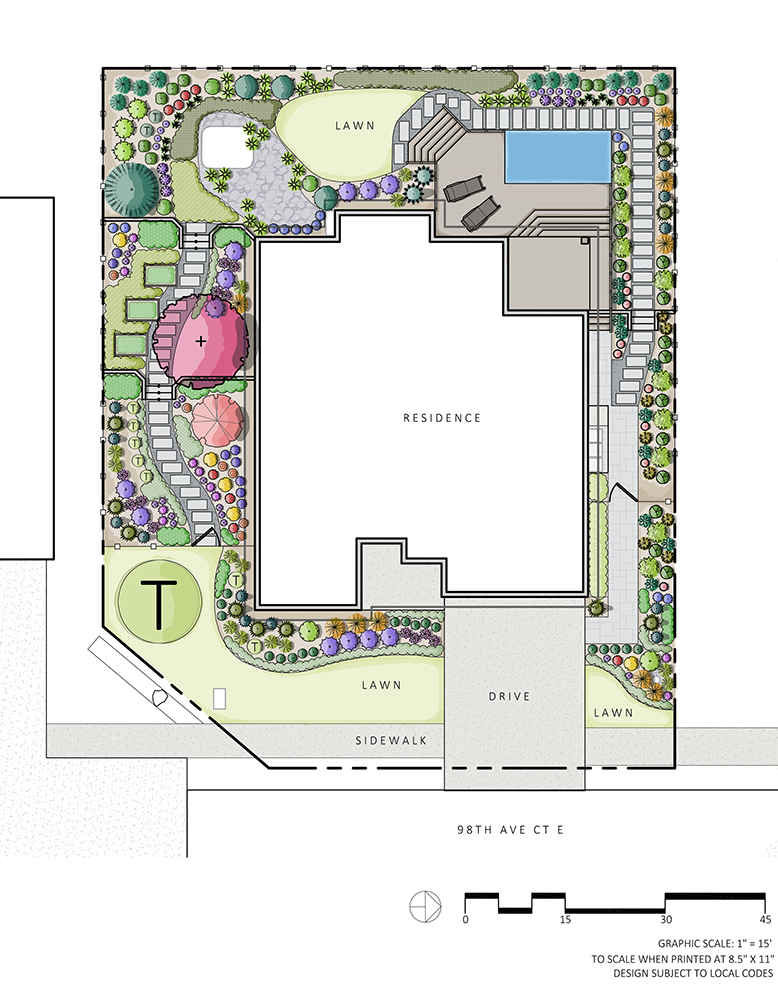 LAWN
RESIDENCE
T
LAWN
DRIVE
LAWN
SIDEWALK
98TH AVE CT E
0 15 30 45
GRAPHIC SCALE: 1" = 15'
TO SCALE WHEN PRINTED AT 8.5" X 11"
DESIGN SUBJECT TO LOCAL CODES